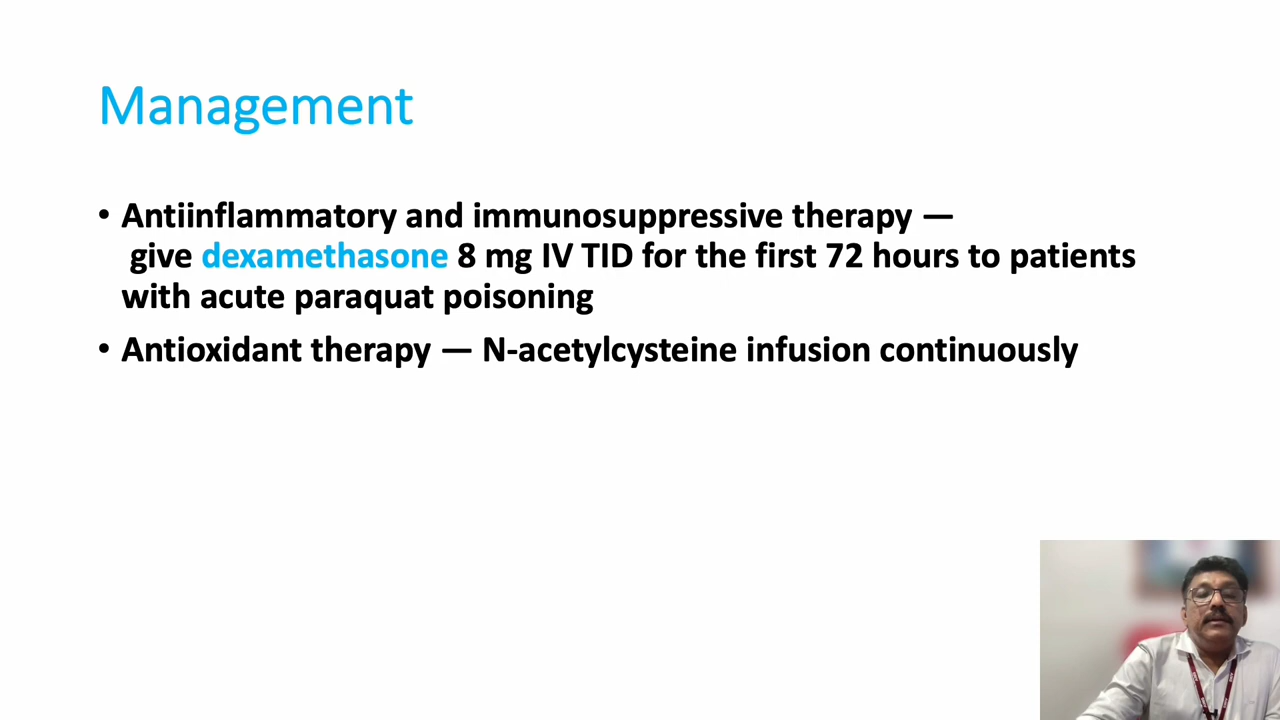 Management
• Antiinflammatory and immunosuppressive therapy —
give dexamethasone 8 mg IV TID for the first 72 hours to patients
with acute paraquat poisoning
• Antioxidant therapy — N-acetylcysteine infusion continuously